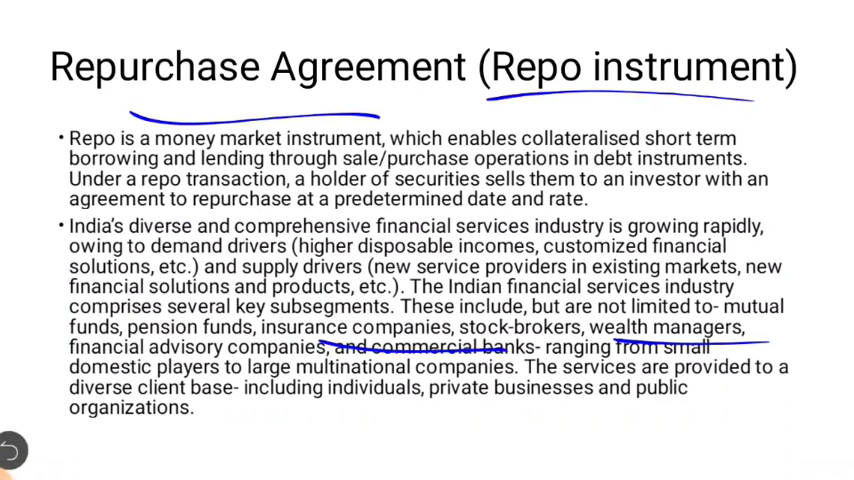 Repurchase Agreement (Repo instrument)
• Repo is a money market instrument, which enables collateralised short term
borrowing and lending through sale/purchase operations in debt instruments.
Under a repo transaction, a holder of securities sells them to an investor with an
agreement to repurchase at a predetermined date and rate.
• India's diverse and comprehensive financial services industry is growing rapidly,
owing to demand drivers (higher disposable incomes, customized financial
solutions, etc.) and supply drivers (new service providers in existing markets, new
financial solutions and products, etc.). The Indian financial services industry
comprises several key subsegments. These include, but are not limited to- mutual
funds, pension funds, insurance companies, stock-brokers, wealth managers,
financial advisory companies, and commercial banks- ranging from small
domestic players to large multinational companies. The services are provided to a
diverse client base- including individuals, private businesses and public
organizations.